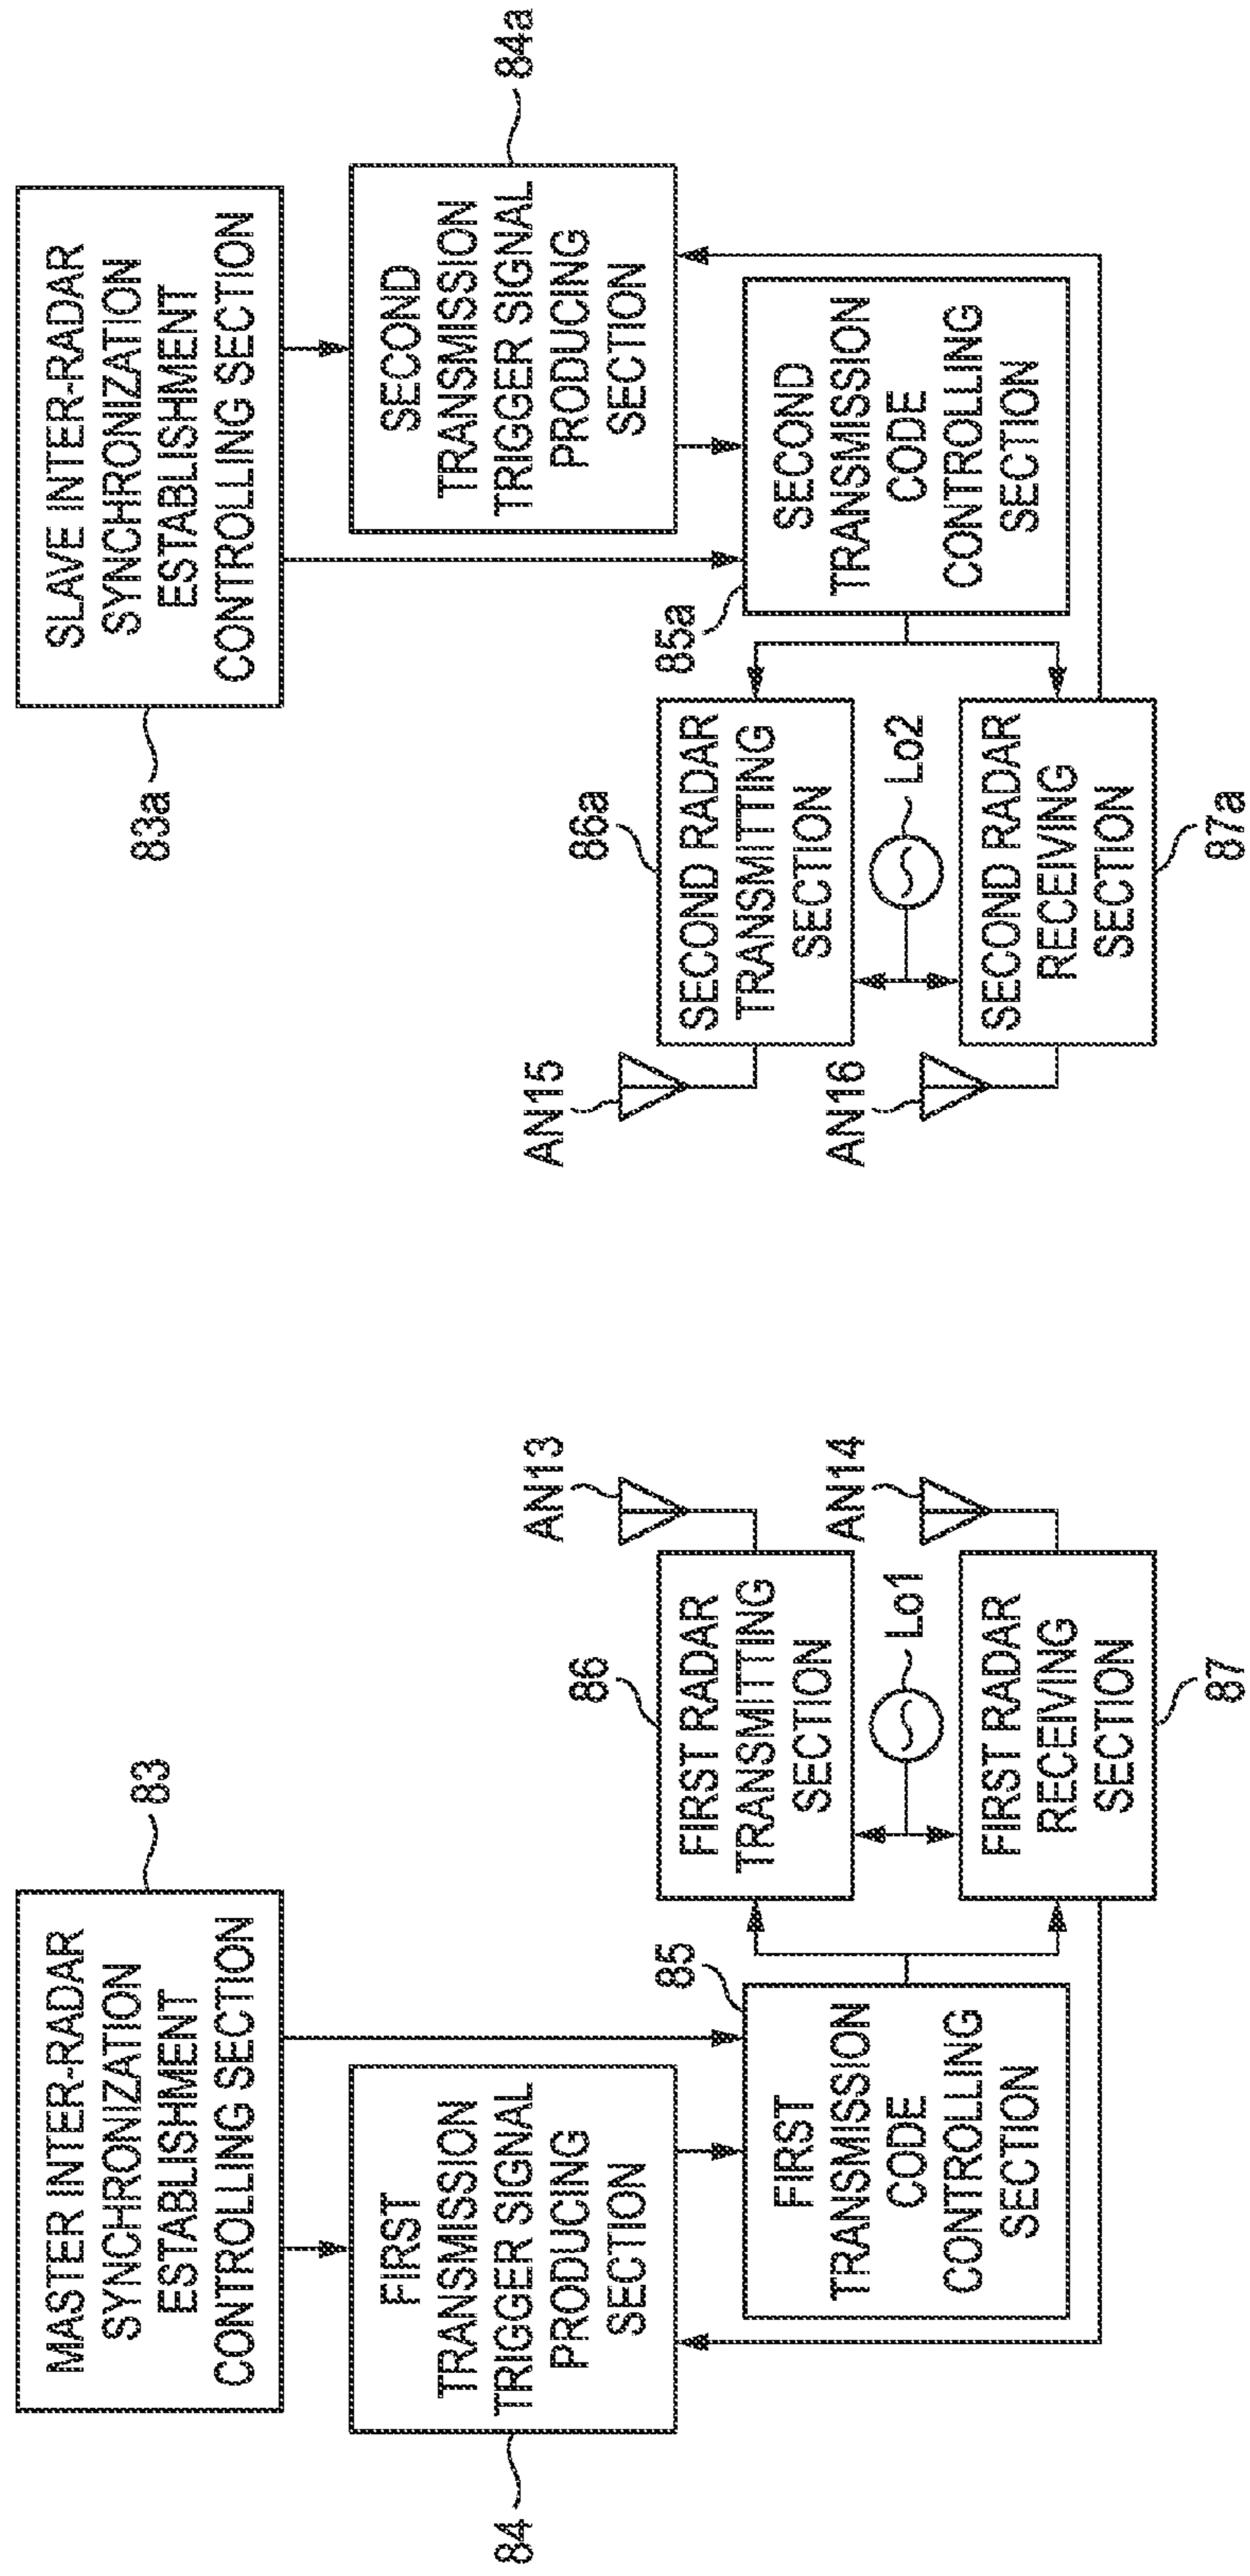 MASTER INTER-RADAR
SYNCHRONIZATION
ESTABLISHMENT
CONTROLLING SECTION
83
FIRST
TRANSMISSION
TRIGGER SIGNAL
PRODUCING
SECTION
84
FIRST
TRANSMISSION
CODE
CONTROLLING
SECTION
85
FIRST RADAR
TRANSMITTING
SECTION
86
AN13
Lo1
FIRST RADAR
RECEIVING
SECTION
87
AN14
SLAVE INTER-RADAR
SYNCHRONIZATION
ESTABLISHMENT
CONTROLLING SECTION
83a
SECOND
TRANSMISSION
TRIGGER SIGNAL
PRODUCING
SECTION
84a
SECOND
TRANSMISSION
CODE
CONTROLLING
SECTION
85a
SECOND RADAR
TRANSMITTING
SECTION
86a
AN15
Lo2
SECOND RADAR
RECEIVING
SECTION
87a
AN16